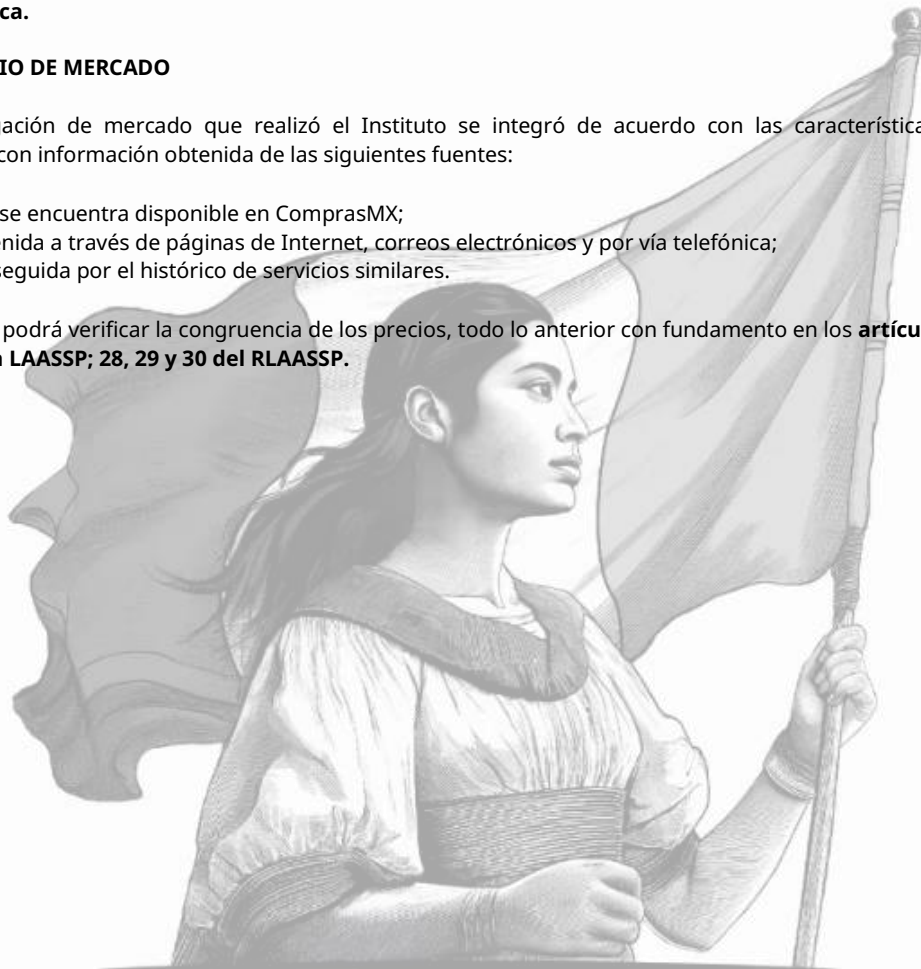 ca.
IO DE MERCADO
ación de mercado que realizó el Instituto se integró de acuerdo con las característica
con información obtenida de las siguientes fuentes:
se encuentra disponible en ComprasMX;
enida a través de páginas de Internet, correos electrónicos y por vía telefónica;
seguida por el histórico de servicios similares.
podrá verificar la congruencia de los precios, todo lo anterior con fundamento en los artícu
LAASSP; 28, 29 y 30 del RLAASSP.